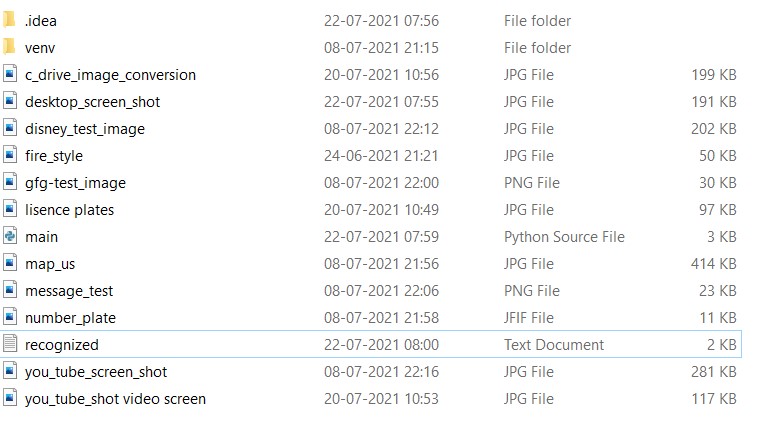 .idea 22-07-2021 07:56 File folder
venv 08-07-2021 21:15 File folder
c_drive_image_conversion 20-07-2021 10:56 JPG File 199 KB
desktop_screen_shot 22-07-2021 07:55 JPG File 191 KB
disney_test_image 08-07-2021 22:12 JPG File 202 KB
fire_style 24-06-2021 21:21 JPG File 50 KB
gfg-test_image 08-07-2021 22:00 PNG File 30 KB
lisence plates 20-07-2021 10:49 JPG File 97 KB
main 22-07-2021 07:59 Python Source File 3 KB
map_us 08-07-2021 21:56 JPG File 414 KB
message_test 08-07-2021 22:06 PNG File 23 KB
number_plate 08-07-2021 21:58 JFIF File 11 KB
recognized 22-07-2021 08:00 Text Document 2 KB
you_tube_screen_shot 08-07-2021 22:16 JPG File 281 KB
you_tube_shot video screen 20-07-2021 10:53 JPG File 117 KB